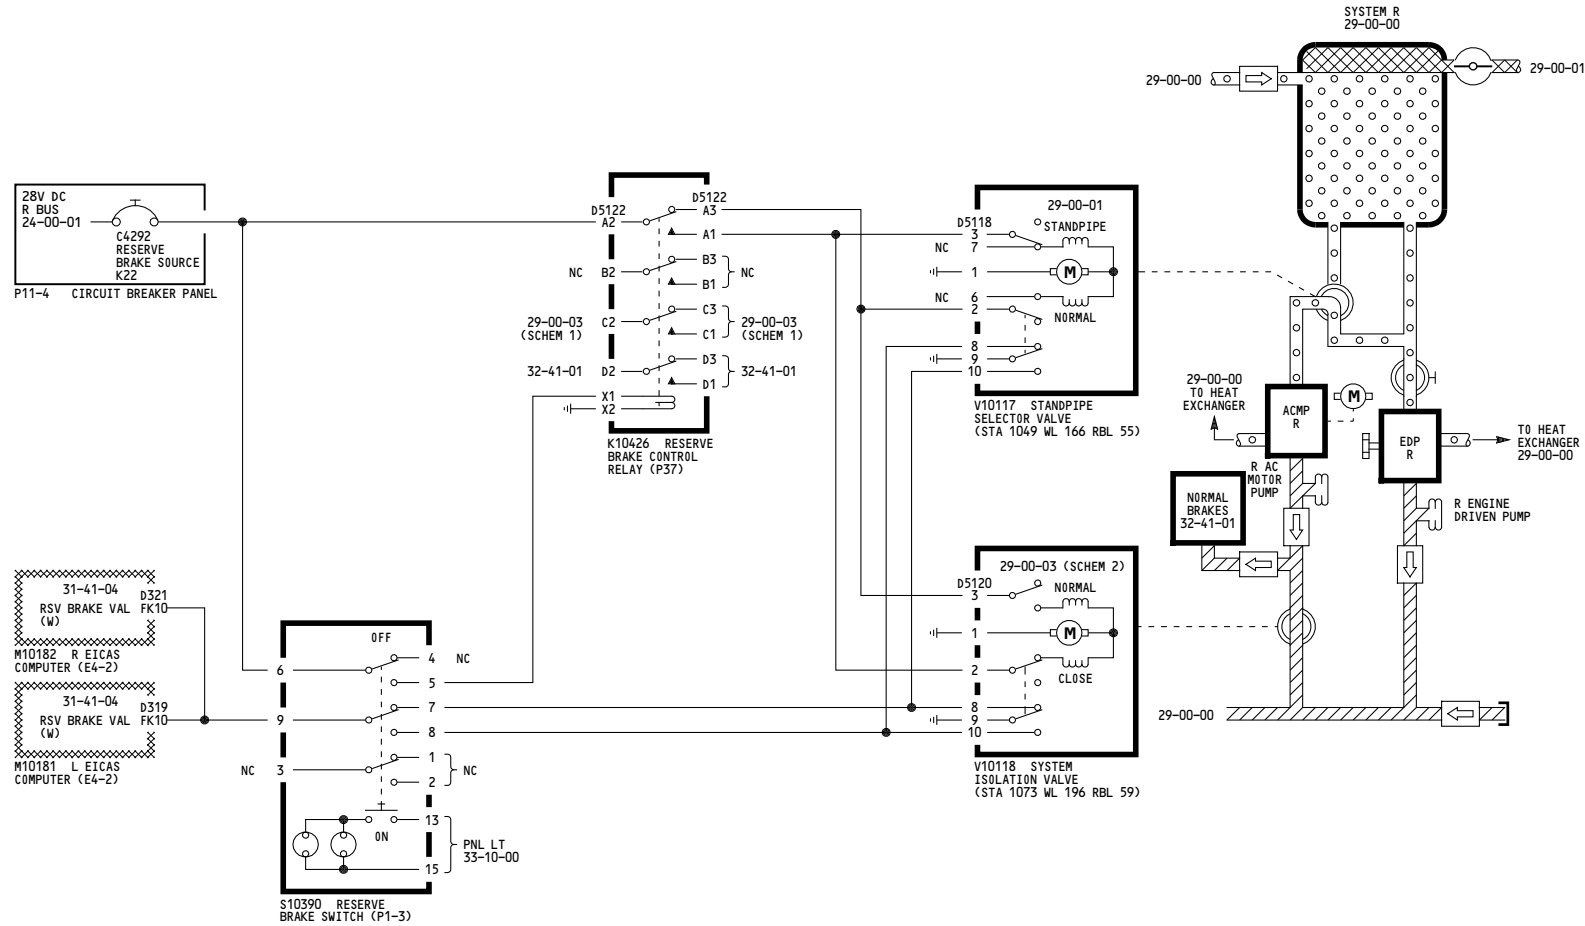 SYSTEM R
29-00-00
29-00-00
29-00-01
28V DC
R BUS
24-00-01
C4292
RESERVE
BRAKE SOURCE
K22
P11-4 CIRCUIT BREAKER PANEL
D5122
D5122
A2
A3
A1
NC
B2
B3
B1
NC
29-00-03
(SCHEM 1)
C2
C3
C1
29-00-03
(SCHEM 1)
32-41-01
D2
D3
D1
32-41-01
X1
X2
K10426 RESERVE
BRAKE CONTROL
RELAY (P37)
29-00-01
D5118
STANDPIPE
3
NC
7
1
M
NC
6
2
NORMAL
8
9
10
V10117 STANDPIPE
SELECTOR VALVE
(STA 1049 WL 166 RBL 55)
29-00-00
TO HEAT
EXCHANGER
ACMP
R
M
EDP
R
TO HEAT
EXCHANGER
29-00-00
R AC
MOTOR
PUMP
NORMAL
BRAKES
32-41-01
R ENGINE
DRIVEN PUMP
31-41-04
D321
RSV BRAKE VAL
FK10
(W)
M10182 R EICAS
COMPUTER (E4-2)
31-41-04
D319
RSV BRAKE VAL
FK10
(W)
M10181 L EICAS
COMPUTER (E4-2)
OFF
6
4
NC
5
9
7
8
NC
3
1
2
NC
ON
13
15
PNL LT
33-10-00
S10390 RESERVE
BRAKE SWITCH (P1-3)
29-00-03 (SCHEM 2)
D5120
NORMAL
3
1
M
2
CLOSE
8
9
10
V10118 SYSTEM
ISOLATION VALVE
(STA 1073 WL 196 RBL 59)
29-00-00